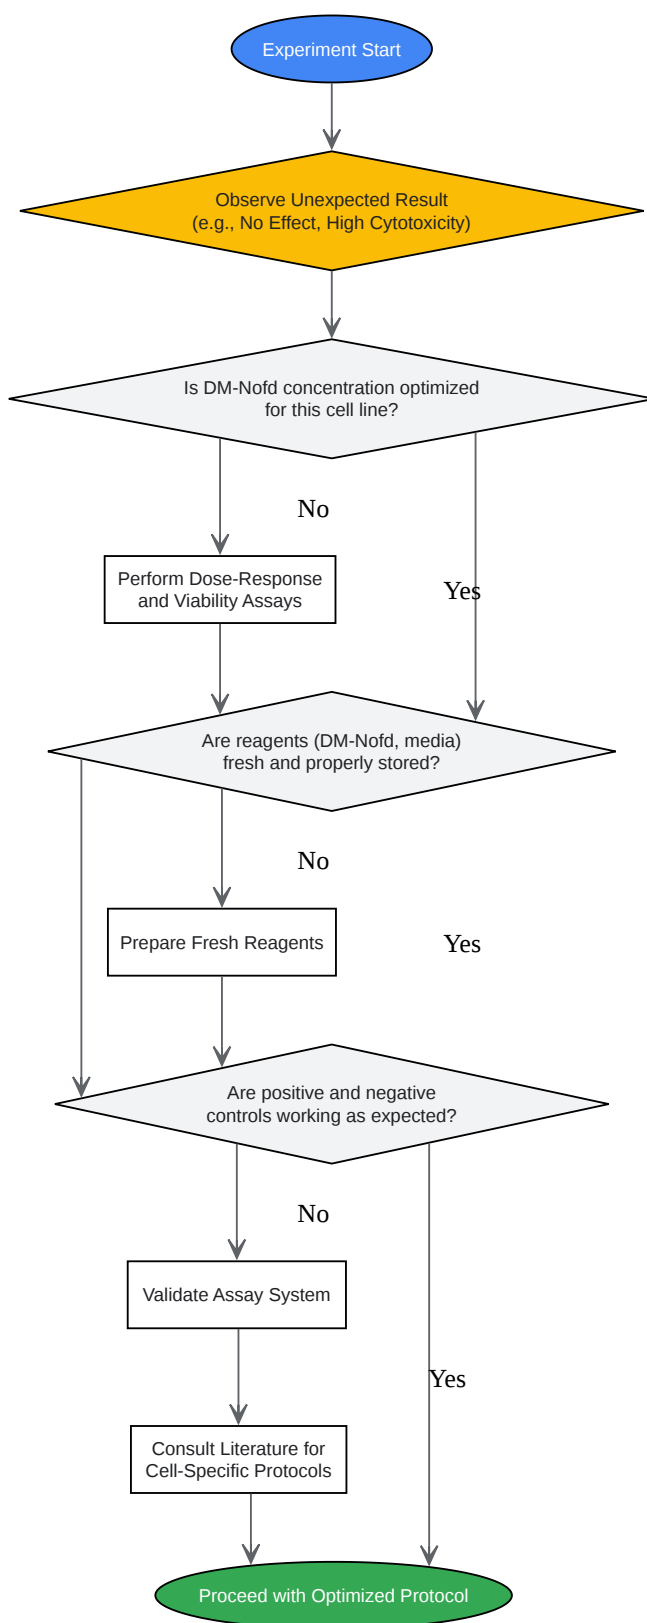 Experiment Start
Observe Unexpected Result
(e.g., No Effect, High Cytotoxicity)
Is DM-Nofd concentration optimized
for this cell line?
No
Perform Dose-Response
and Viability Assays
Yes
Are reagents (DM-Nofd, media)
fresh and properly stored?
No
Prepare Fresh Reagents
Yes
Are positive and negative
controls working as expected?
No
Validate Assay System
Yes
Consult Literature for
Cell-Specific Protocols
Proceed with Optimized Protocol